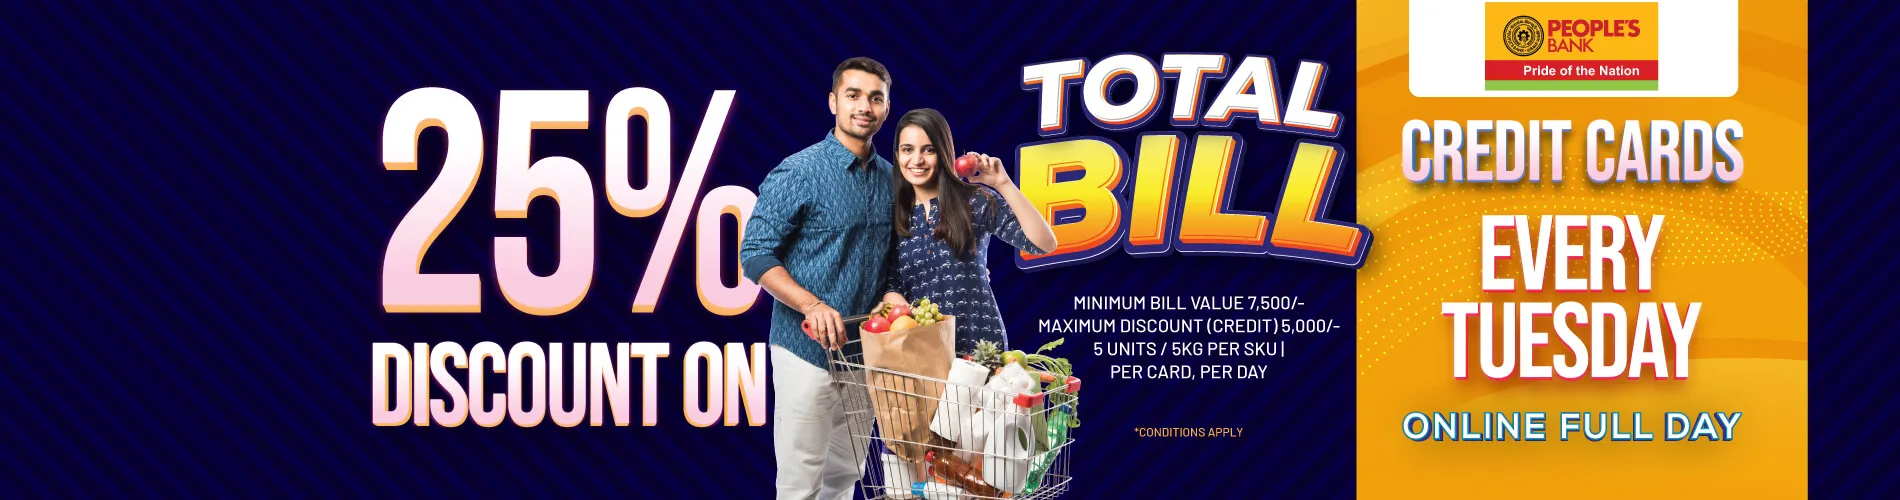 25%
DISCOUNT ON
TOTAL
BILL
MINIMUM BILL VALUE 7,500/-
MAXIMUM DISCOUNT (CREDIT) 5,000/-
5 UNITS / 5KG PER SKU |
PER CARD, PER DAY
*CONDITIONS APPLY
PEOPLE'S
BANK
Pride of the Nation
CREDIT CARDS
EVERY
TUESDAY
ONLINE FULL DAY